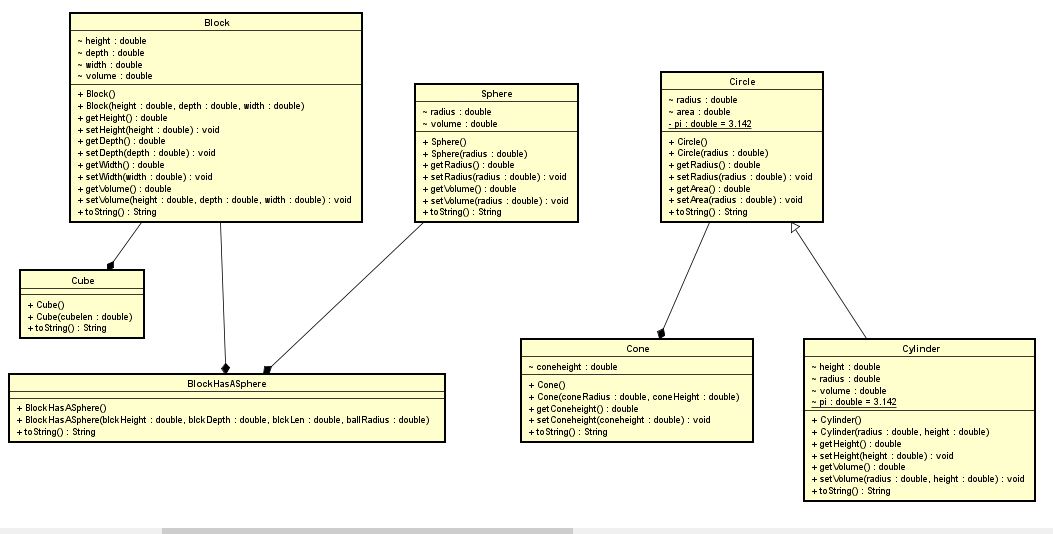 Block
~ height : double
~ depth : double
~ width : double
~ volume : double
+ Block()
+ Block(height : double, depth : double, width : double)
+ getHeight() : double
+ setHeight(height : double) : void
+ getDepth() : double
+ setDepth(depth : double) : void
+ getWidth() : double
+ setWidth(width : double) : void
+ getVolume() : double
+ setVolume(height : double, depth : double, width : double) : void
+ toString() : String
Sphere
~ radius : double
~ volume : double
+ Sphere()
+ Sphere(radius : double)
+ getRadius() : double
+ setRadius(radius : double) : void
+ getVolume() : double
+ setVolume(radius : double) : void
+ toString() : String
Circle
~ radius : double
~ area : double
- pi : double = 3.142
+ Circle()
+ Circle(radius : double)
+ getRadius() : double
+ setRadius(radius : double) : void
+ getArea() : double
+ setArea(radius : double) : void
+ toString() : String
Cube
+ Cube()
+ Cube(cubelen : double)
+ toString() : String
BlockHasASphere
+ BlockHasASphere()
+ BlockHasASphere(blckHeight : double, blckDepth : double, blckLen : double, ballRadius : double)
+ toString() : String
Cone
~ coneheight : double
+ Cone()
+ Cone(coneRadius : double, coneHeight : double)
+ getConeheight() : double
+ setConeheight(coneheight : double) : void
+ toString() : String
Cylinder
~ height : double
~ radius : double
~ volume : double
~ pi : double = 3.142
+ Cylinder()
+ Cylinder(radius : double, height : double)
+ getHeight() : double
+ setHeight(height : double) : void
+ getVolume() : double
+ setVolume(radius : double, height : double) : void
+ toString() : String